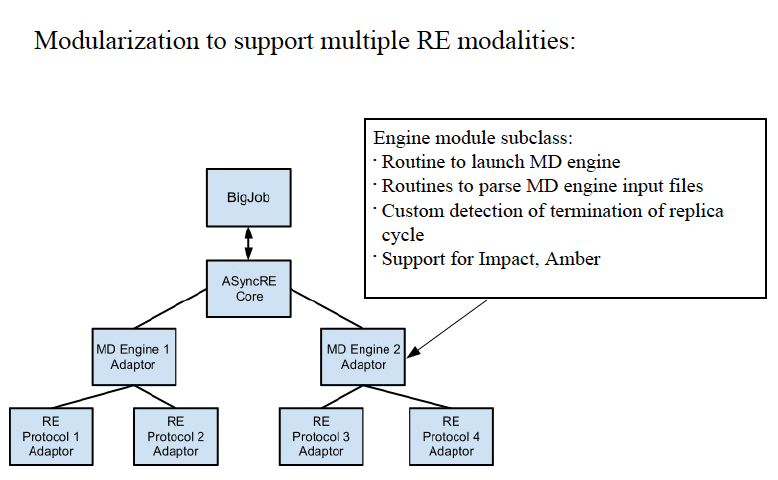 Modularization to support multiple RE modalities:
Engine module subclass:
· Routine to launch MD engine
· Routines to parse MD engine input files
· Custom detection of termination of replica
cycle
· Support for Impact, Amber
BigJob
ASyncRE
Core
MD Engine 1
Adaptor
MD Engine 2
Adaptor
RE
Protocol 1
Adaptor
RE
Protocol 2
Adaptor
RE
Protocol 3
Adaptor
RE
Protocol 4
Adaptor